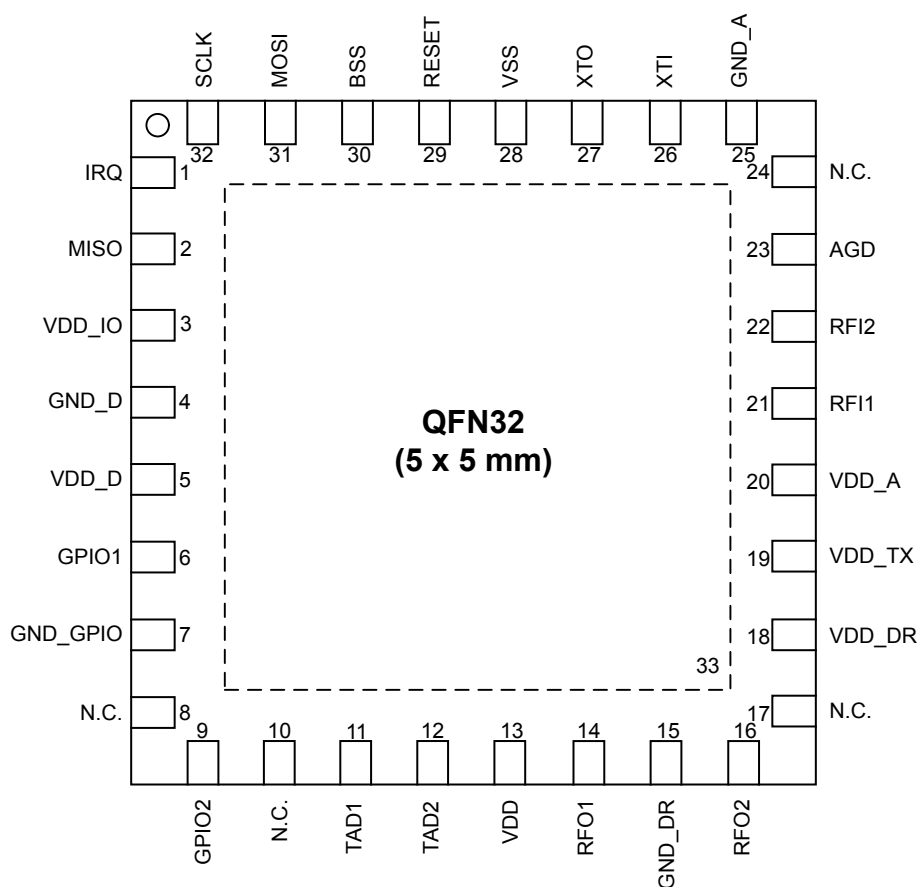 SCLK
MOSI
BSS
RESET
VSS
XTO
XTI
GND_A
32
31
30
29
28
27
26
25
IRQ 1
24 N.C.
MISO 2
23 AGD
VDD_IO 3
22 RFI2
GND_D 4
21 RFI1
QFN32
(5 x 5 mm)
VDD_D 5
20 VDD_A
GPIO1 6
19 VDD_TX
GND_GPIO 7
18 VDD_DR
33
N.C. 8
17 N.C.
9
10
11
12
13
14
15
16
GPIO2
N.C.
TAD1
TAD2
VDD
RFO1
GND_DR
RFO2